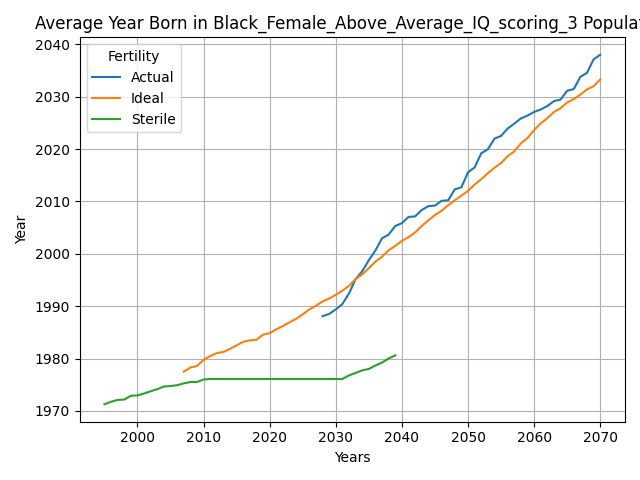 Average Year Born in Black_Female_Above_Average_IQ_scoring_3 Populat
2040
2030
2020
2010
2000
1990
1980
1970
Year
Fertility
Actual
Ideal
Sterile
2000 2010 2020 2030 2040 2050 2060 2070
Years